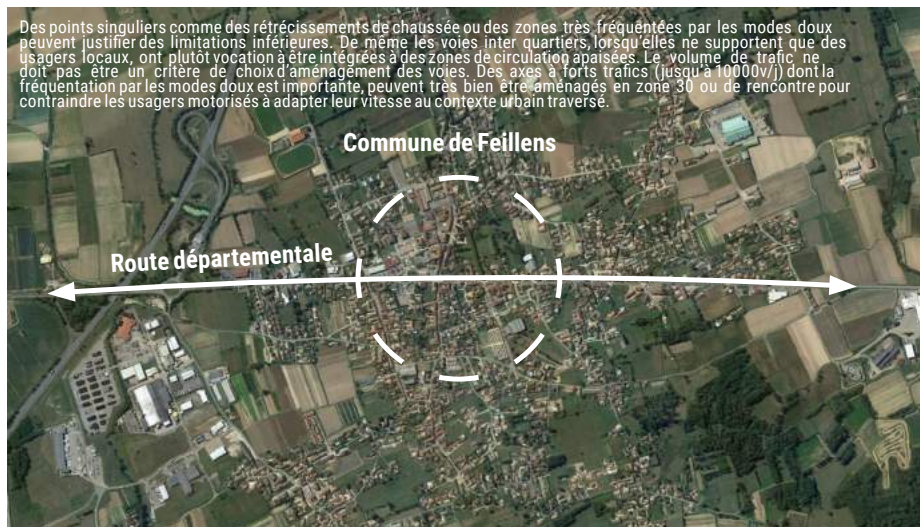 Des points singuliers comme des rétrécissements de chaussée ou des zones très fréquentées par les modes doux
peuvent justifier des limitations inférieures. De même les voies inter quartiers, lorsqu'elles ne supportent que des
usagers locaux, ont plutôt vocation à être intégrées à des zones de circulation apaisées. Le volume de trafic ne
doit pas être un critère de choix d'aménagement des voies. Des axes à forts trafics (jusqu'à 10000v/j) dont la
fréquentation par les modes doux est importante, peuvent très bien être aménagés en zone 30 ou de rencontre pour
contraindre les usagers motorisés à adapter leur vitesse au contexte urbain traversé.
Commune de Feillens
Route départementale